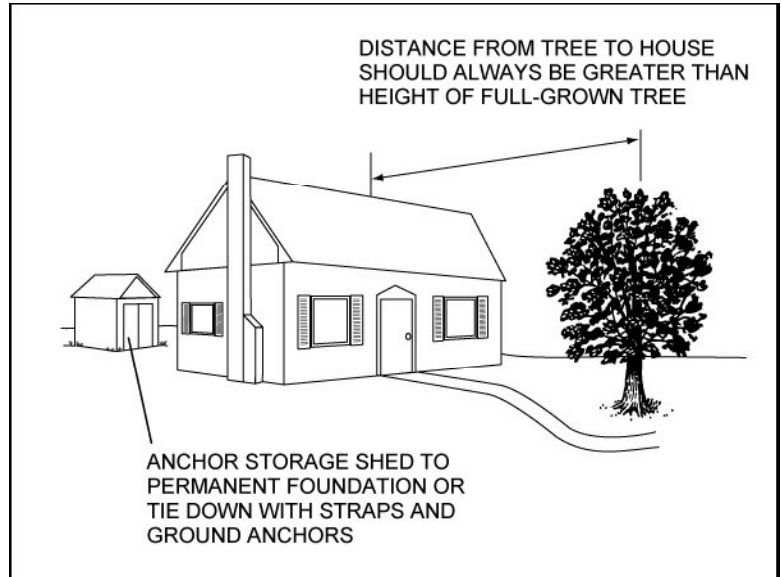 DISTANCE FROM TREE TO HOUSE
SHOULD ALWAYS BE GREATER THAN
HEIGHT OF FULL-GROWN TREE
ANCHOR STORAGE SHED TO
PERMANENT FOUNDATION OR
TIE DOWN WITH STRAPS AND
GROUND ANCHORS